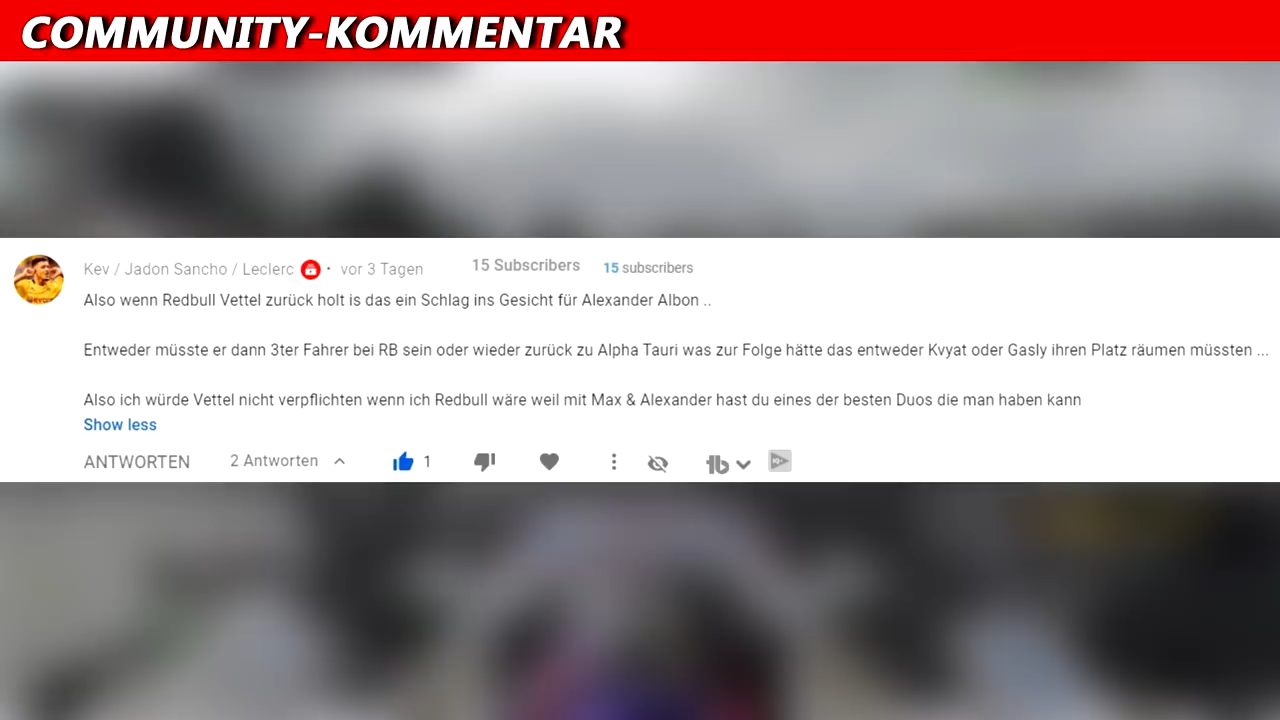 COMMUNITY-KOMMENTAR
Kev / Jadon Sancho / Leclerc · vor 3 Tagen 15 Subscribers 15 subscribers
Also wenn Redbull Vettel zurück holt is das ein Schlag ins Gesicht für Alexander Albon ..
Entweder müsste er dann 3ter Fahrer bei RB sein oder wieder zurück zu Alpha Tauri was zur Folge hätte das entweder Kvyat oder Gasly ihren Platz räumen müssten ...
Also ich würde Vettel nicht verpflichten wenn ich Redbull wäre weil mit Max & Alexander hast du eines der besten Duos die man haben kann
Show less
ANTWORTEN 2 Antworten 1